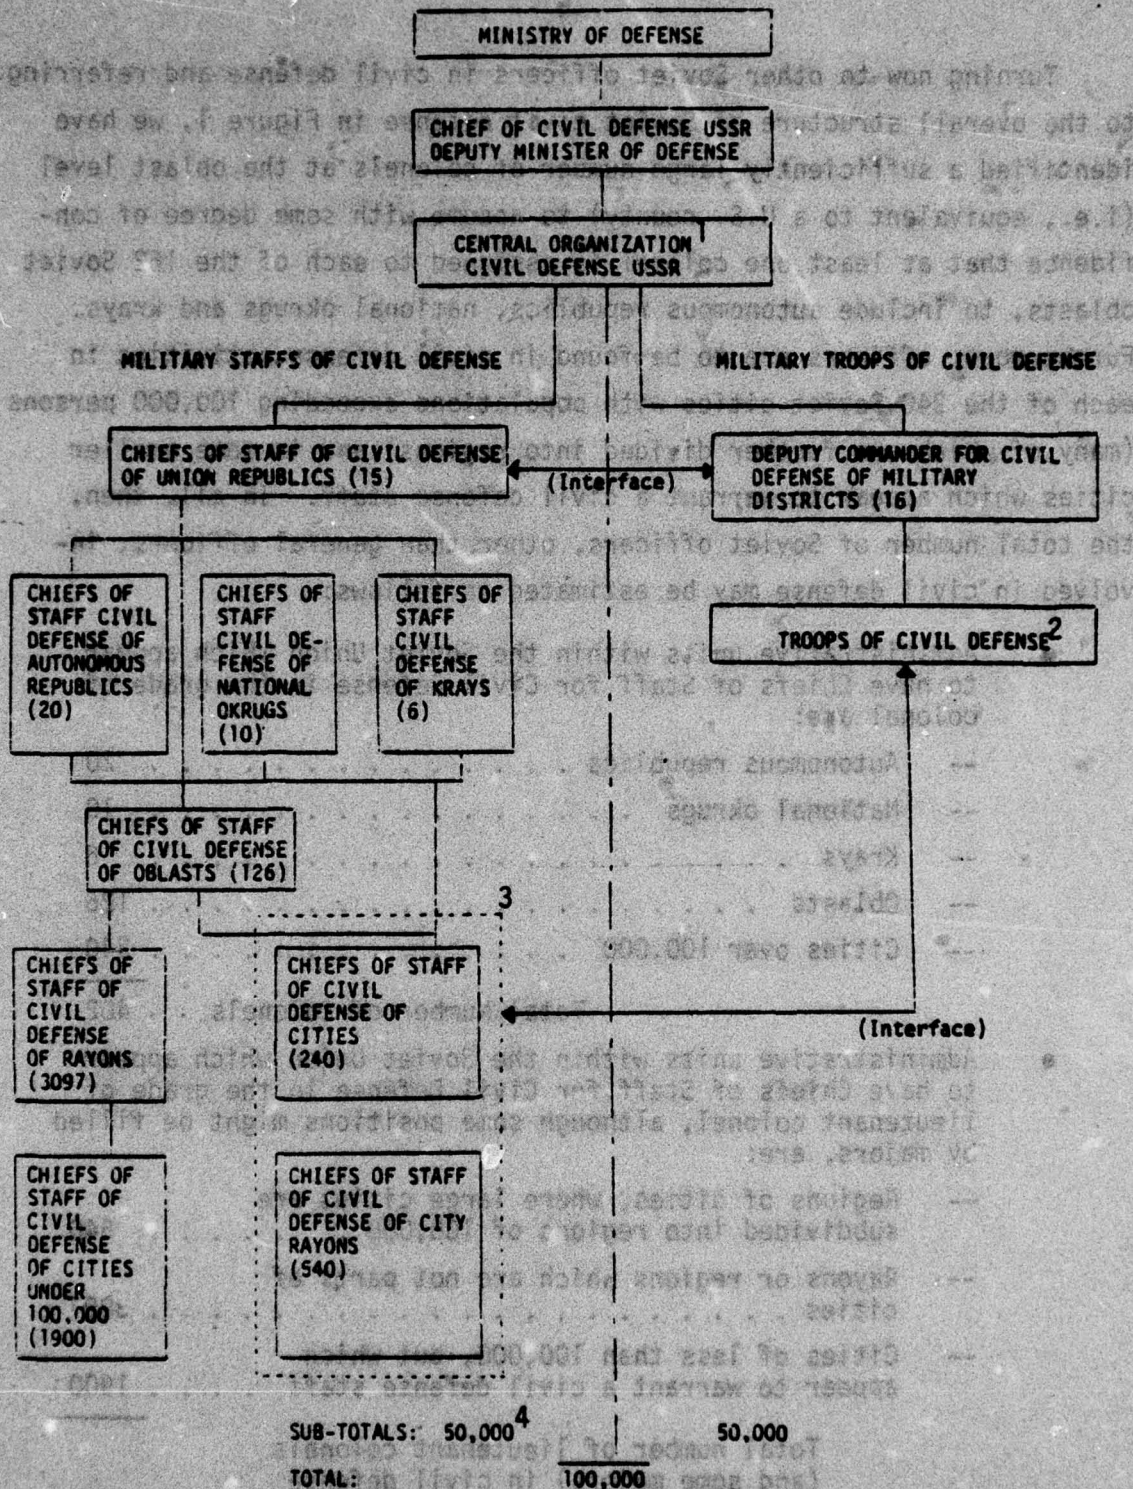 MINISTRY OF DEFENSE
CHIEF OF CIVIL DEFENSE USSR
DEPUTY MINISTER OF DEFENSE
CENTRAL ORGANIZATION 1
CIVIL DEFENSE USSR
MILITARY STAFFS OF CIVIL DEFENSE
MILITARY TROOPS OF CIVIL DEFENSE
CHIEFS OF STAFF OF CIVIL DEFENSE
OF UNION REPUBLICS (15)
(Interface)
DEPUTY COMMANDER FOR CIVIL
DEFENSE OF MILITARY
DISTRICTS (16)
CHIEFS OF
STAFF CIVIL
DEFENSE OF
AUTONOMOUS
REPUBLICS
(20)
CHIEFS OF
STAFF
CIVIL DE-
FENSE OF
NATIONAL
OKRUGS
(10)
CHIEFS OF
STAFF
CIVIL
DEFENSE
OF KRAYS
(6)
TROOPS OF CIVIL DEFENSE 2
CHIEFS OF STAFF
OF CIVIL DEFENSE
OF OBLASTS (126)
3
CHIEFS OF
STAFF OF
CIVIL
DEFENSE
OF RAYONS
(3097)
CHIEFS OF STAFF
OF CIVIL
DEFENSE OF
CITIES
(240)
(Interface)
CHIEFS OF
STAFF OF
CIVIL
DEFENSE
OF CITIES
UNDER
100,000
(1900)
CHIEFS OF STAFF
OF CIVIL
DEFENSE OF CITY
RAYONS
(540)
SUB-TOTALS: 50,000 4 50,000
TOTAL: 100,000